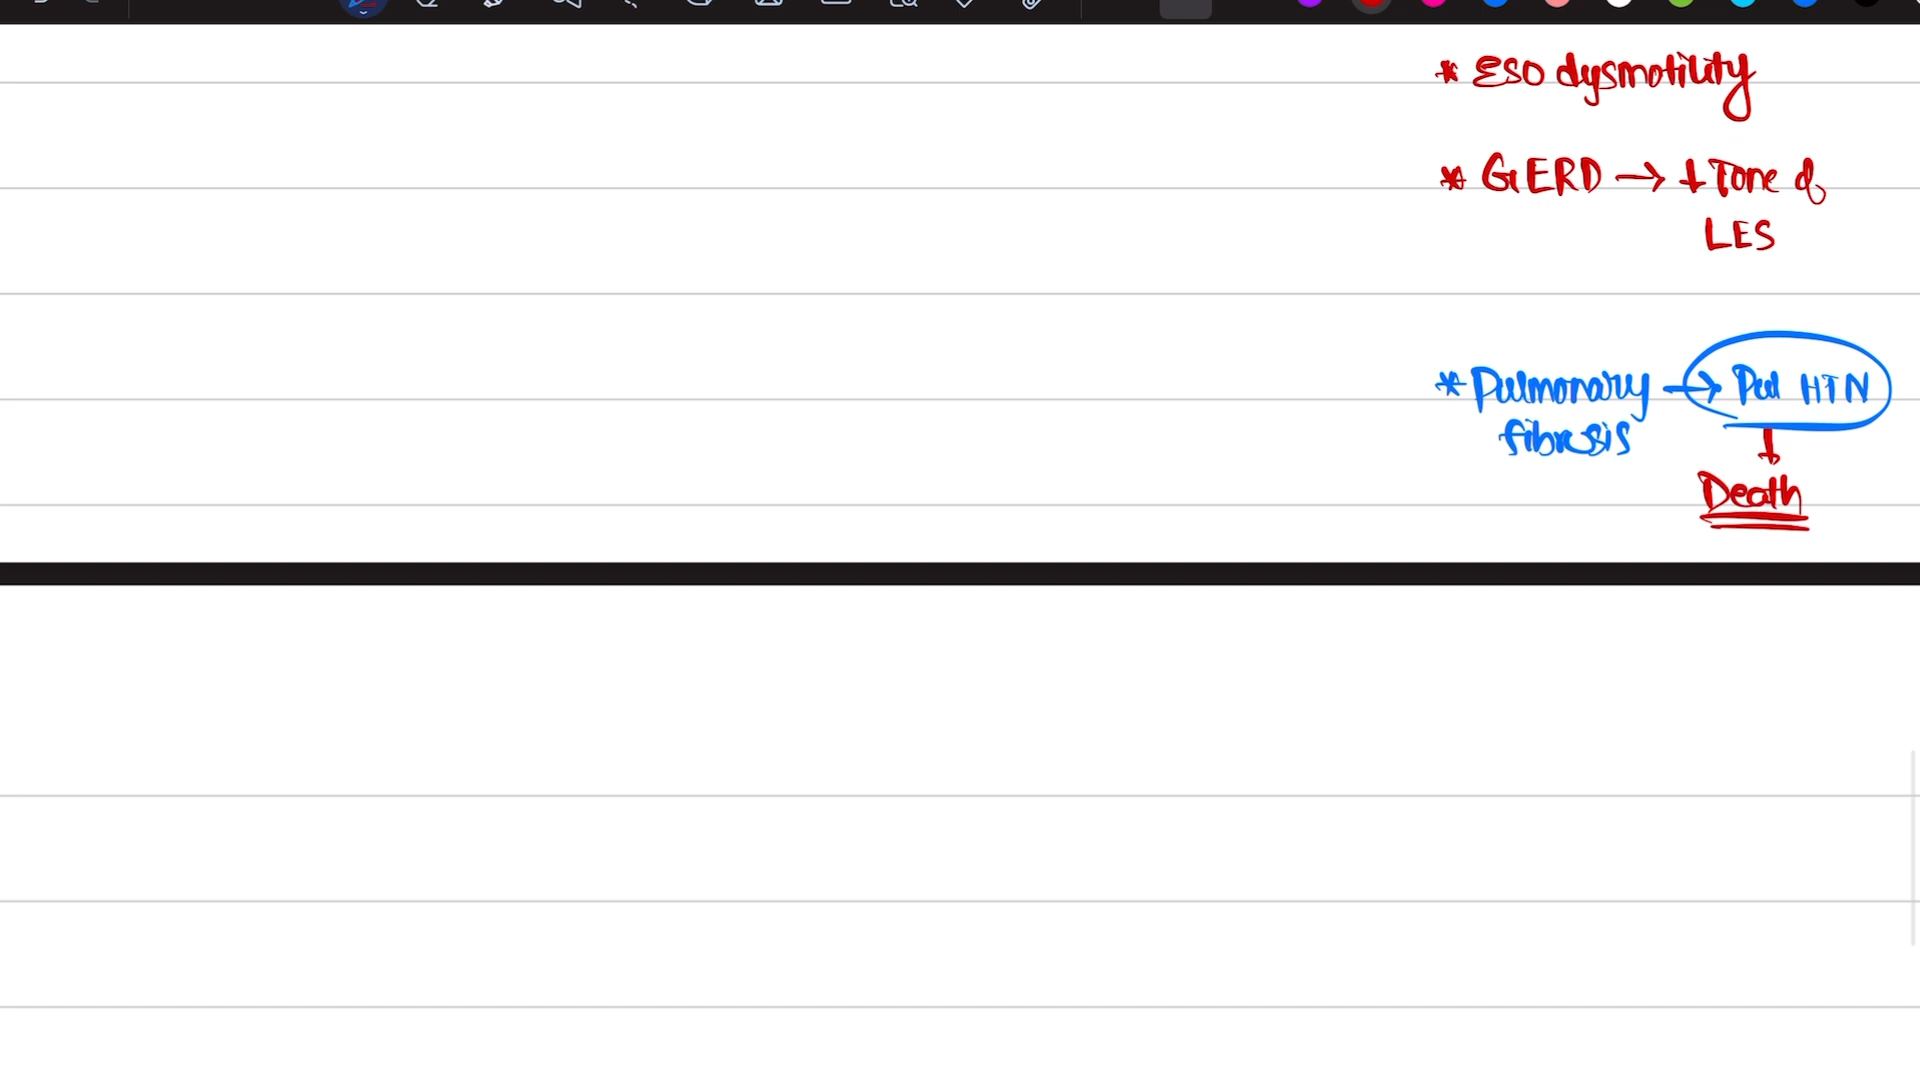 * Eso dysmotility
* GERD → ↓ Tone of
LES
* Pulmonary → Pul HTN
fibrosis
↓
Death